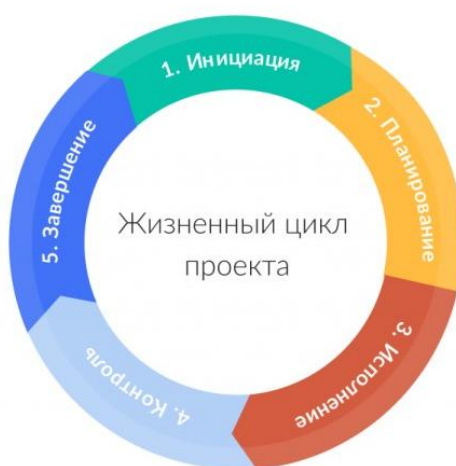 1. Инициация
2. Планирование
3. Исполнение
4. Контроль
5. Завершение
Жизненный цикл
проекта